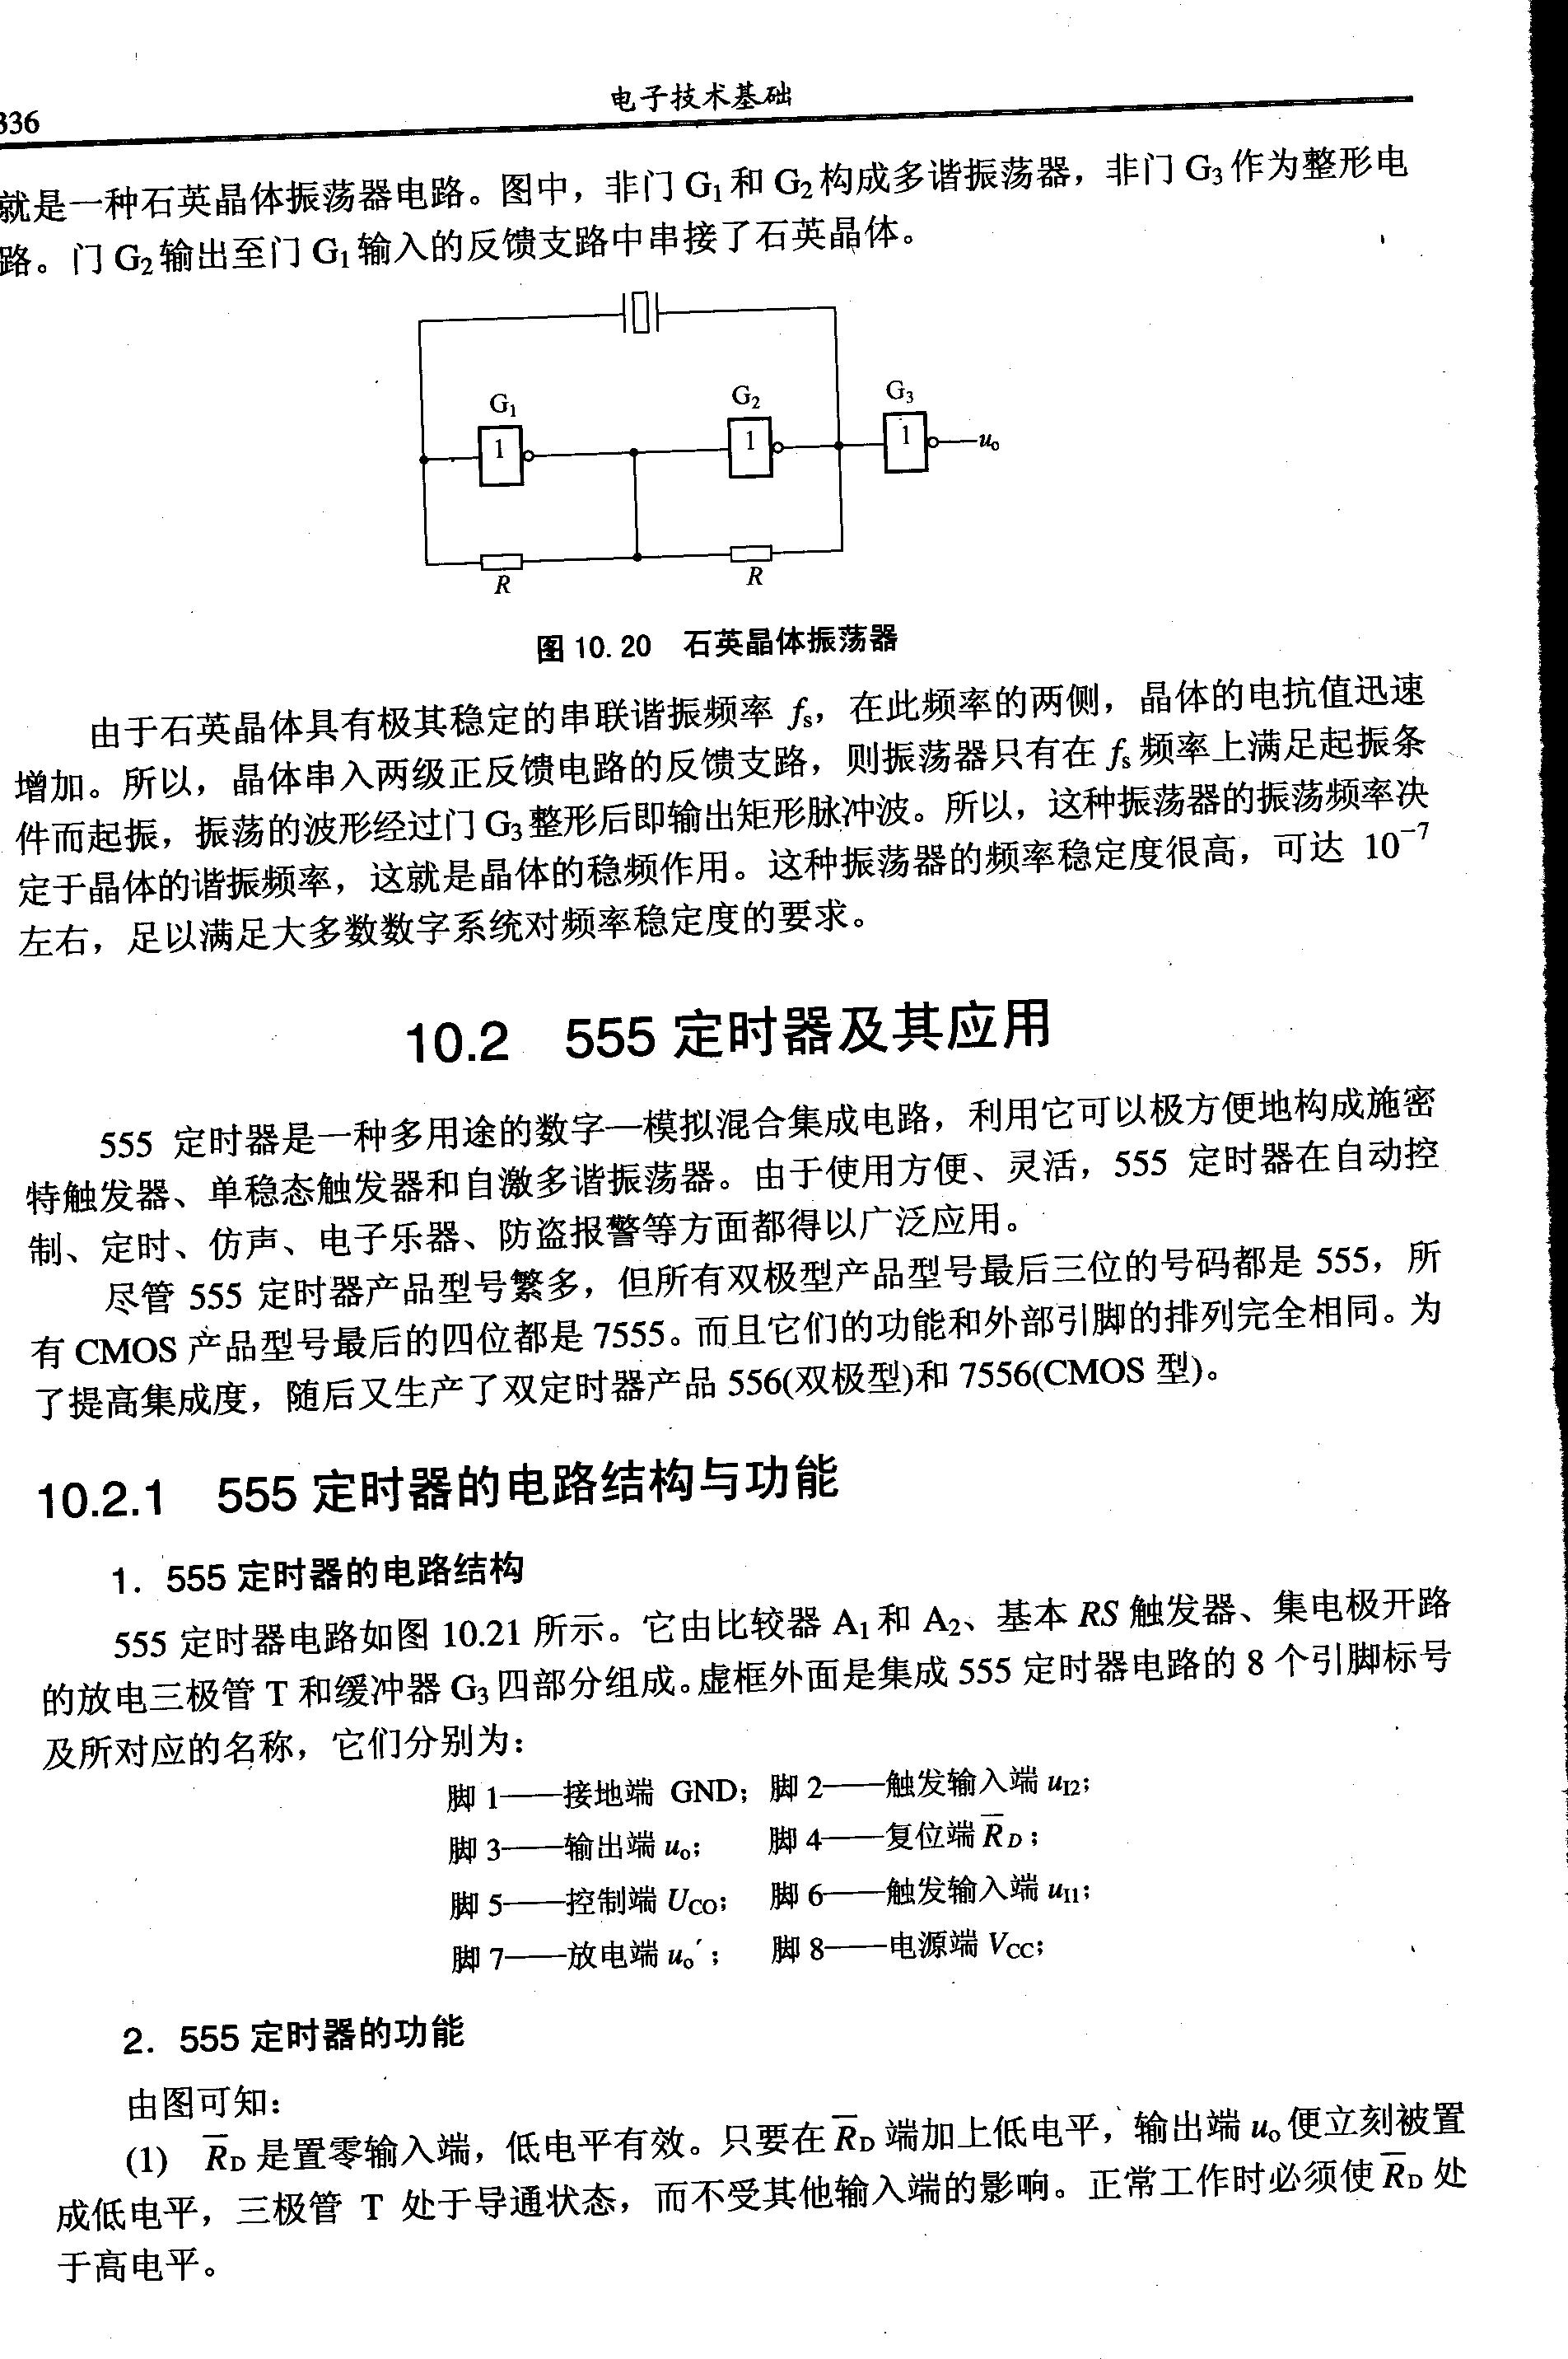 336
电子技术基础
就是一种石英晶体振荡器电路。图中，非门 G₁和 G₂构成多谐振荡器，非门 G₃作为整形电
路。门 G₂输出至门 G₁输入的反馈支路中串接了石英晶体。
G₁
G₂
G₃
1
1
1
uₒ
R
R
图 10.20 石英晶体振荡器
由于石英晶体具有极其稳定的串联谐振频率 fₛ，在此频率的两侧，晶体的电抗值迅速
增加。所以，晶体串入两级正反馈电路的反馈支路，则振荡器只有在 fₛ 频率上满足起振条
件而起振，振荡的波形经过门 G₃整形后即输出矩形脉冲波。所以，这种振荡器的振荡频率决
定于晶体的谐振频率，这就是晶体的稳频作用。这种振荡器的频率稳定度很高，可达 10⁻⁷
左右，足以满足大多数数字系统对频率稳定度的要求。
10.2 555 定时器及其应用
555 定时器是一种多用途的数字—模拟混合集成电路，利用它可以极方便地构成施密
特触发器、单稳态触发器和自激多谐振荡器。由于使用方便、灵活，555 定时器在自动控
制、定时、仿声、电子乐器、防盗报警等方面都得以广泛应用。
尽管 555 定时器产品型号繁多，但所有双极型产品型号最后三位的号码都是 555，所
有 CMOS 产品型号最后的四位都是 7555。而且它们的功能和外部引脚的排列完全相同。为
了提高集成度，随后又生产了双定时器产品 556(双极型)和 7556(CMOS 型)。
10.2.1 555 定时器的电路结构与功能
1. 555 定时器的电路结构
555 定时器电路如图 10.21 所示。它由比较器 A₁和 A₂、基本 RS 触发器、集电极开路
的放电三极管 T 和缓冲器 G₃四部分组成。虚框外面是集成 555 定时器电路的 8 个引脚标号
及所对应的名称，它们分别为：
脚 1——接地端 GND；脚 2——触发输入端 u_I2；
脚 3——输出端 uₒ； 脚 4——复位端 R̅_D；
脚 5——控制端 U_CO； 脚 6——触发输入端 u_I1；
脚 7——放电端 uₒ′； 脚 8——电源端 V_CC；
2. 555 定时器的功能
由图可知：
(1) R̅_D 是置零输入端，低电平有效。只要在 R̅_D 端加上低电平，输出端 uₒ便立刻被置
成低电平，三极管 T 处于导通状态，而不受其他输入端的影响。正常工作时必须使 R̅_D 处
于高电平。